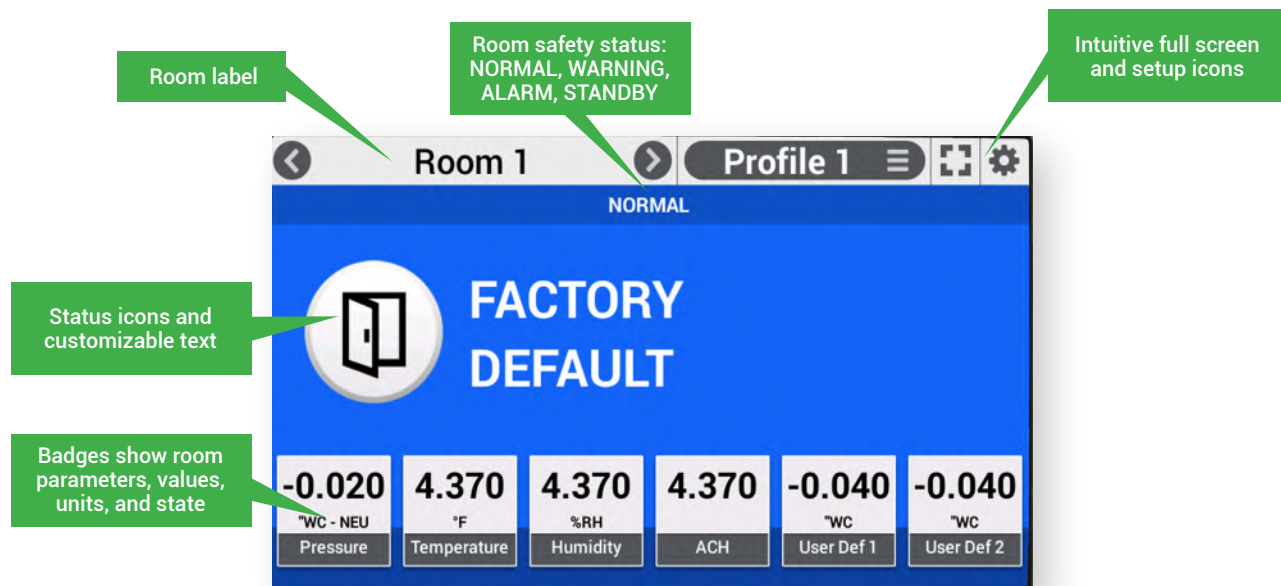 Room safety status:
NORMAL, WARNING,
ALARM, STANDBY
Intuitive full screen
and setup icons
Room label
Room 1
Profile 1
NORMAL
Status icons and
customizable text
FACTORY
DEFAULT
Badges show room
parameters, values,
units, and state
-0.020
"WC - NEU
Pressure
4.370
°F
Temperature
4.370
%RH
Humidity
4.370
ACH
-0.040
"WC
User Def 1
-0.040
"WC
User Def 2